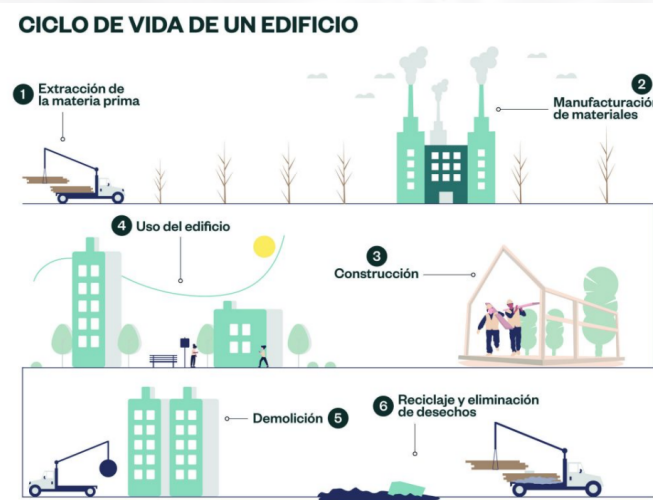 CICLO DE VIDA DE UN EDIFICIO
1 Extracción de
la materia prima
2
Manufacturación
de materiales
3
Construcción
4 Uso del edificio
Demolición 5
6 Reciclaje y eliminación
de desechos